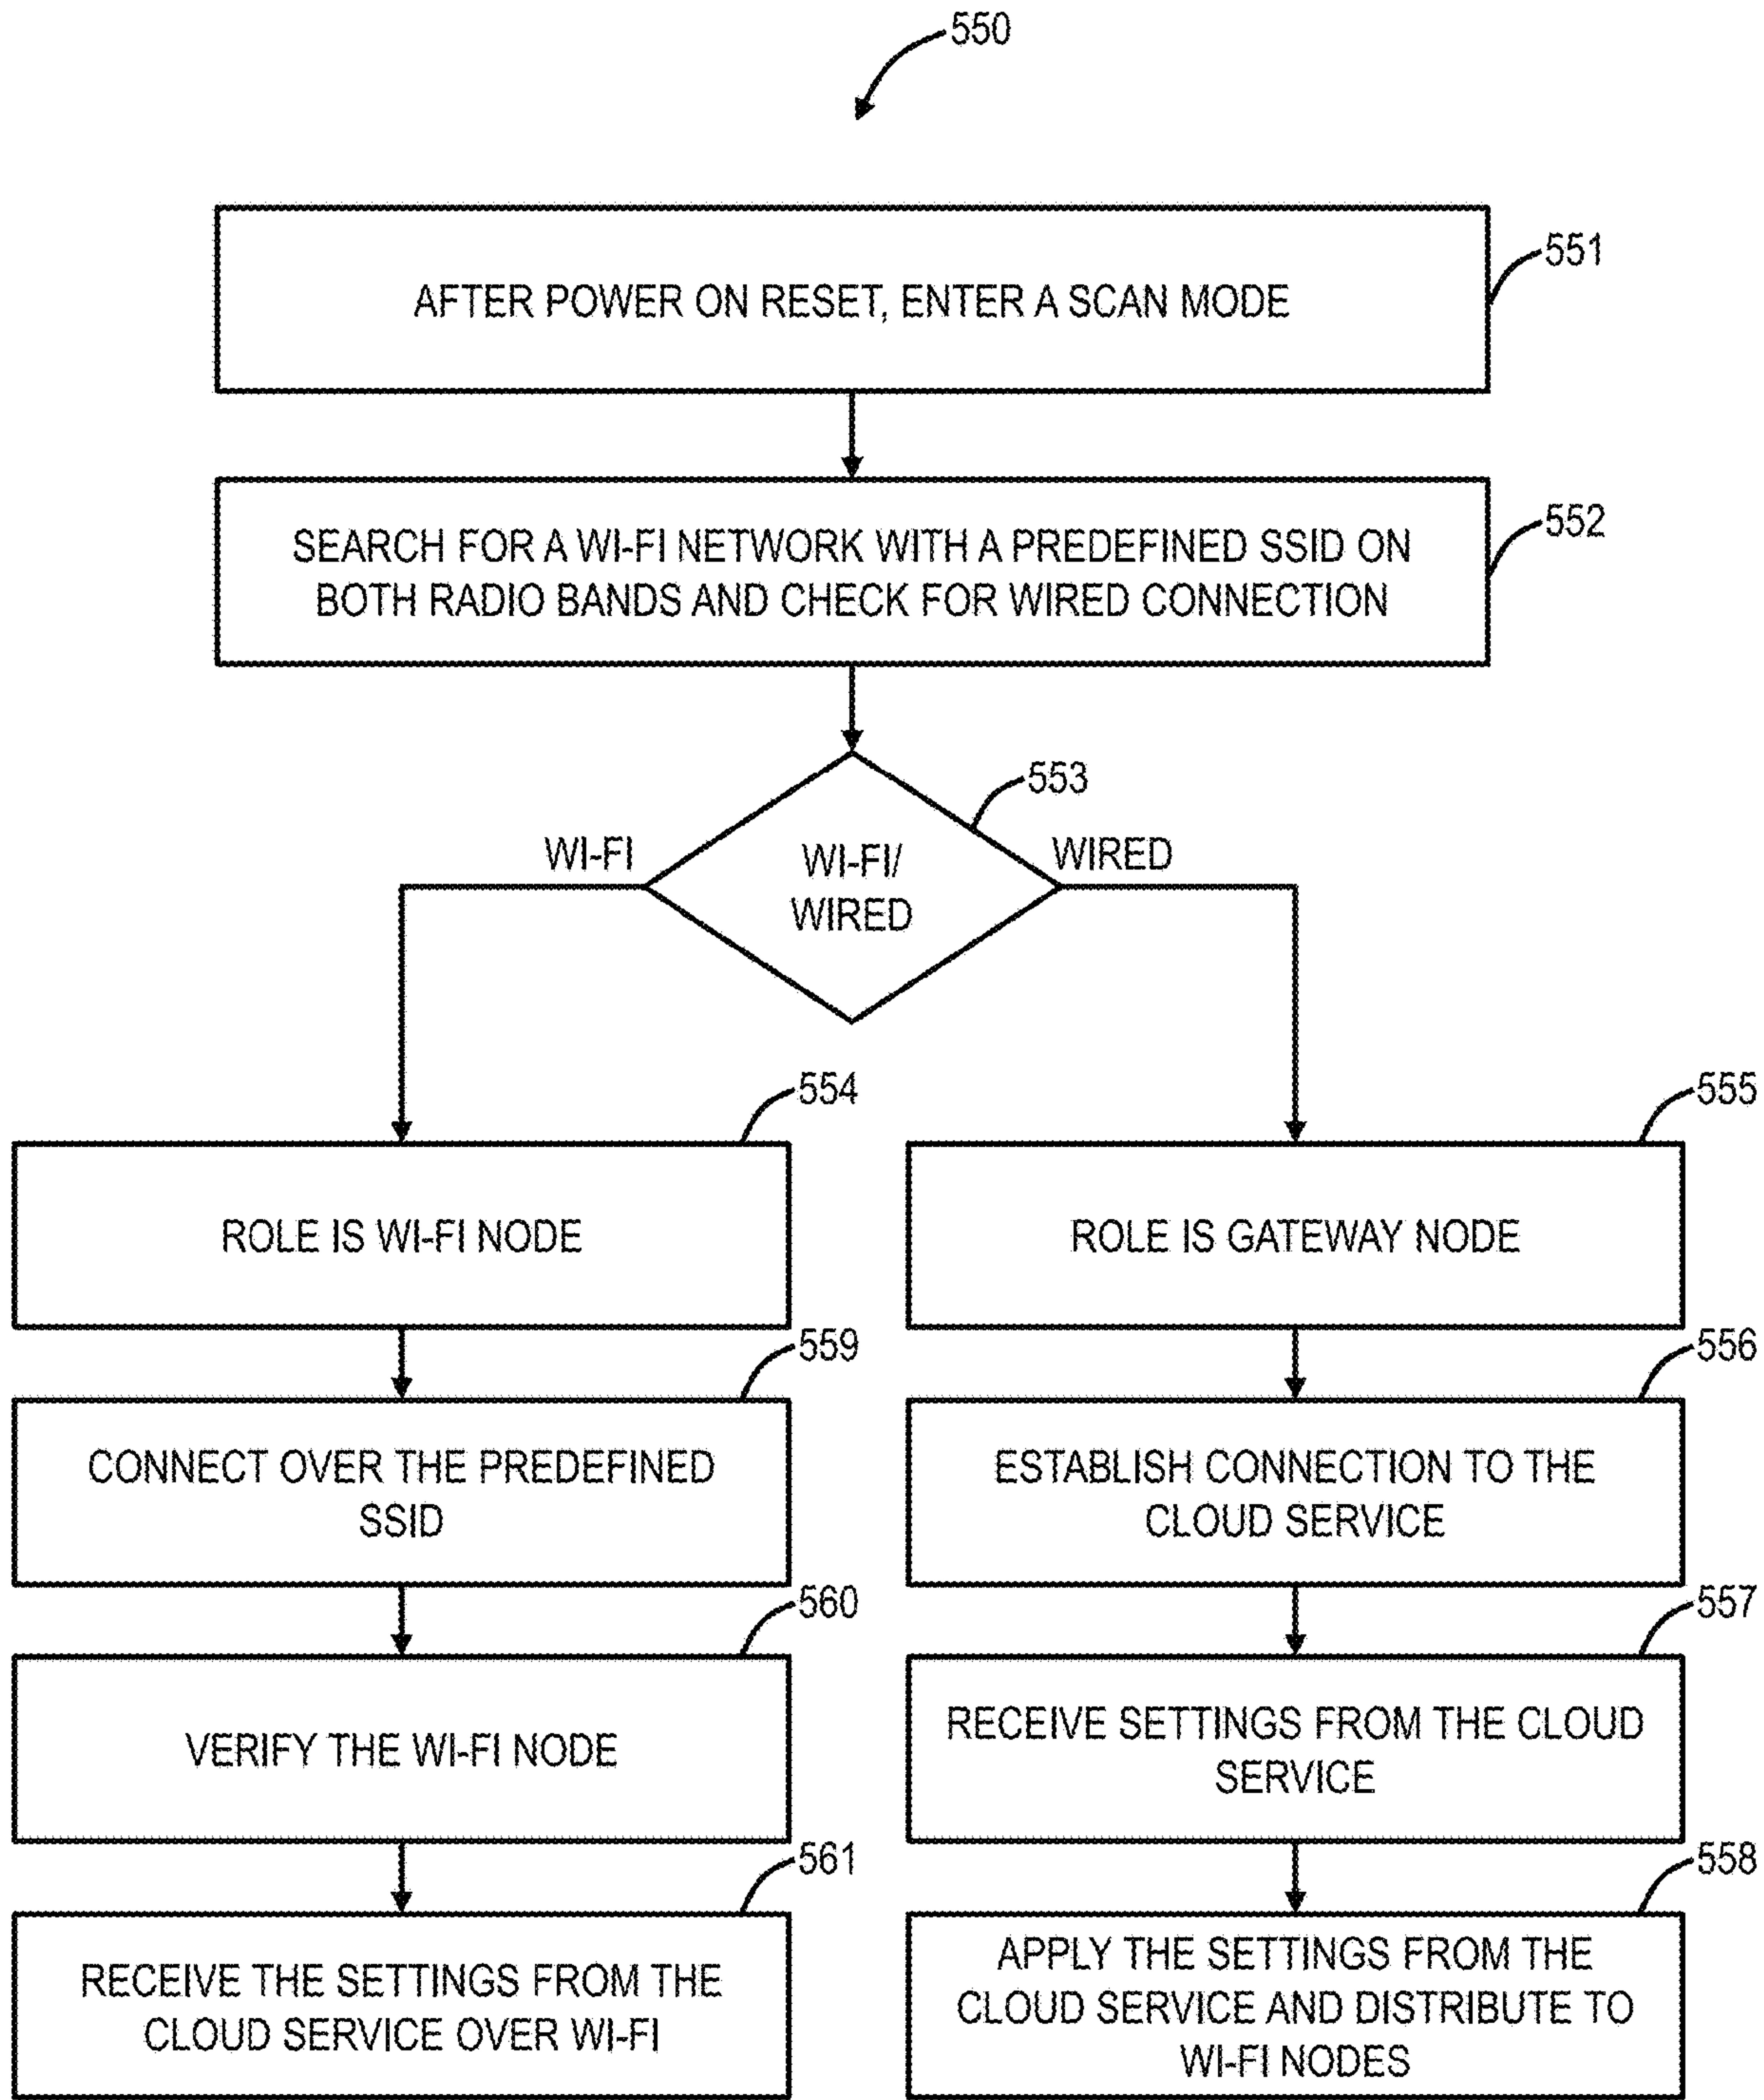 550
551
AFTER POWER ON RESET, ENTER A SCAN MODE
552
SEARCH FOR A WI-FI NETWORK WITH A PREDEFINED SSID ON
BOTH RADIO BANDS AND CHECK FOR WIRED CONNECTION
553
WI-FI
WI-FI/
WIRED
WIRED
554
ROLE IS WI-FI NODE
555
ROLE IS GATEWAY NODE
559
CONNECT OVER THE PREDEFINED
SSID
556
ESTABLISH CONNECTION TO THE
CLOUD SERVICE
560
VERIFY THE WI-FI NODE
557
RECEIVE SETTINGS FROM THE CLOUD
SERVICE
561
RECEIVE THE SETTINGS FROM THE
CLOUD SERVICE OVER WI-FI
558
APPLY THE SETTINGS FROM THE
CLOUD SERVICE AND DISTRIBUTE TO
WI-FI NODES